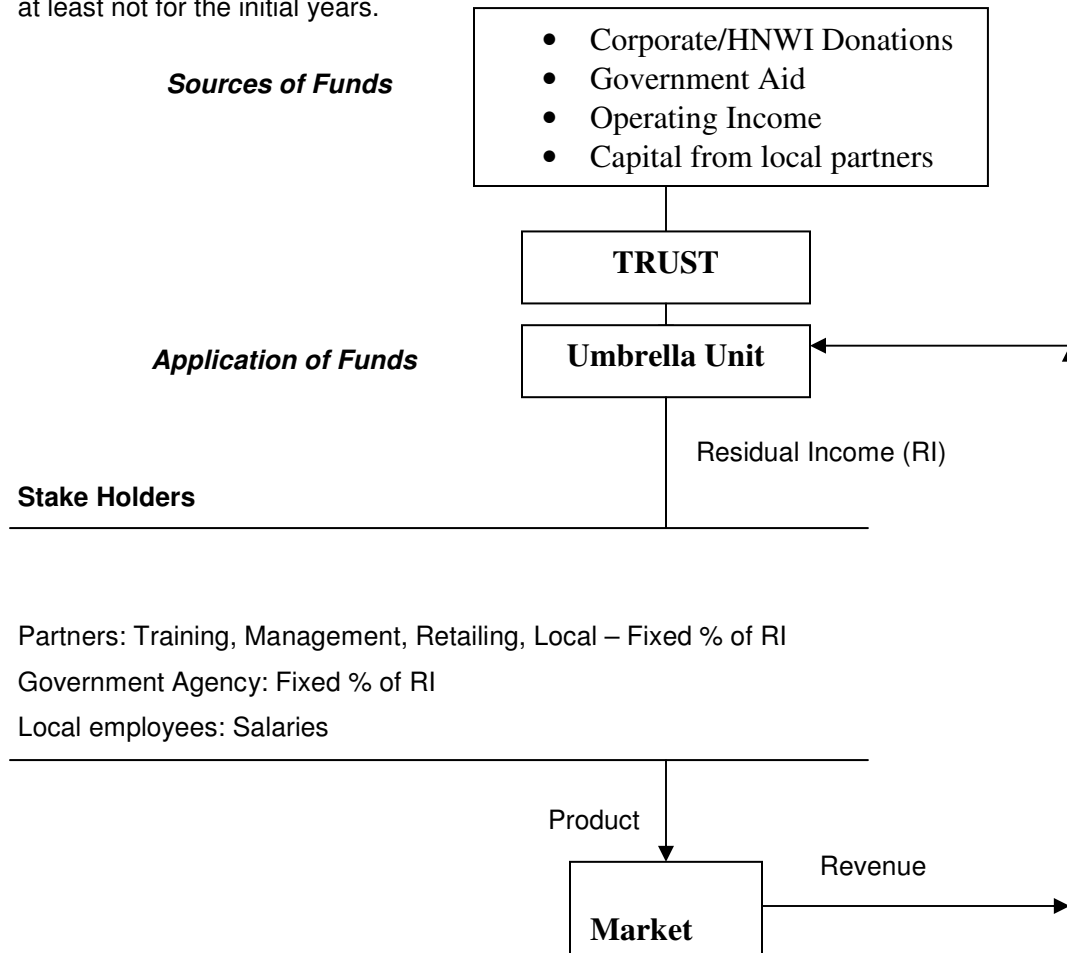 at least not for the initial years.
Sources of Funds
• Corporate/HNWI Donations
• Government Aid
• Operating Income
• Capital from local partners
TRUST
Application of Funds
Umbrella Unit
Residual Income (RI)
Stake Holders
Partners: Training, Management, Retailing, Local – Fixed % of RI
Government Agency: Fixed % of RI
Local employees: Salaries
Product
Revenue
Market